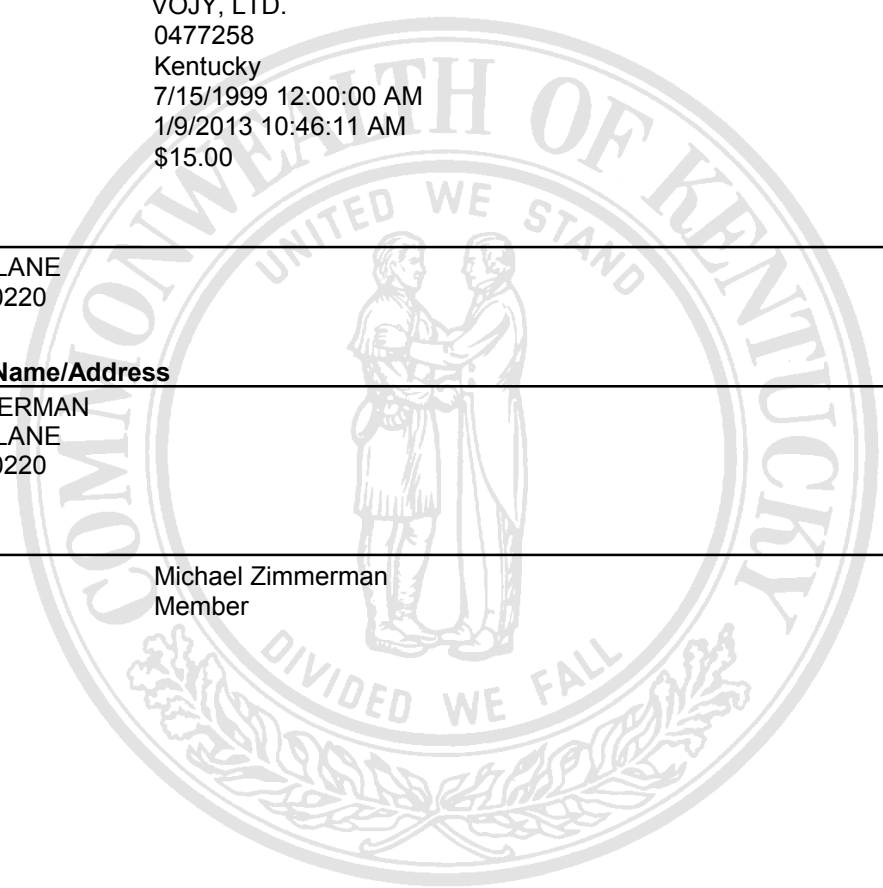 VOJY, LTD.
0477258
Kentucky
7/15/1999 12:00:00 AM
1/9/2013 10:46:11 AM
$15.00
COMMONWEALTH OF KENTUCKY
UNITED WE STAND
LANE
0220
Name/Address
ERMAN
LANE
0220
Michael Zimmerman
Member
DIVIDED WE FALL